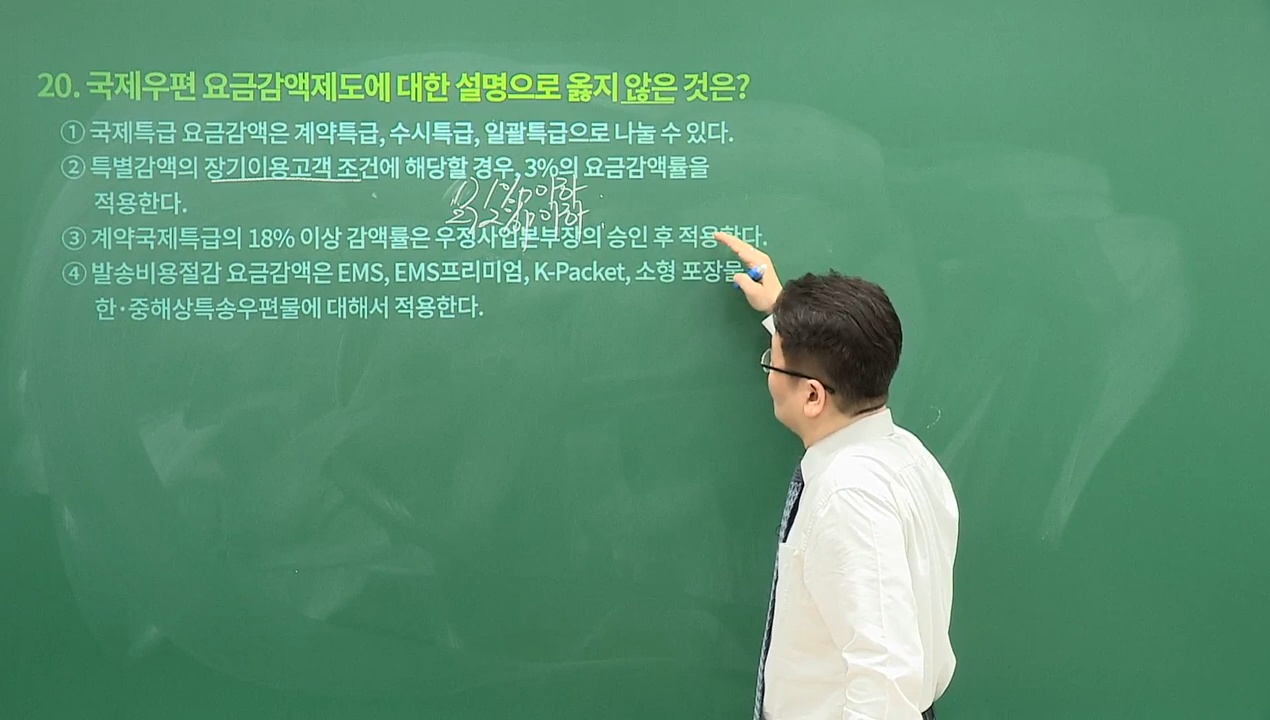 20. 국제우편 요금감액제도에 대한 설명으로 옳지 않은 것은?
① 국제특급 요금감액은 계약특급, 수시특급, 일괄특급으로 나눌 수 있다.
② 특별감액의 장기이용고객 조건에 해당할 경우, 3%의 요금감액률을
적용한다.
1) 1%p 이하
2) 2%p 이하
③ 계약국제특급의 18% 이상 감액률은 우정사업본부장의 승인 후 적용한다.
④ 발송비용절감 요금감액은 EMS, EMS프리미엄, K-Packet, 소형 포장물
한·중해상특송우편물에 대해서 적용한다.